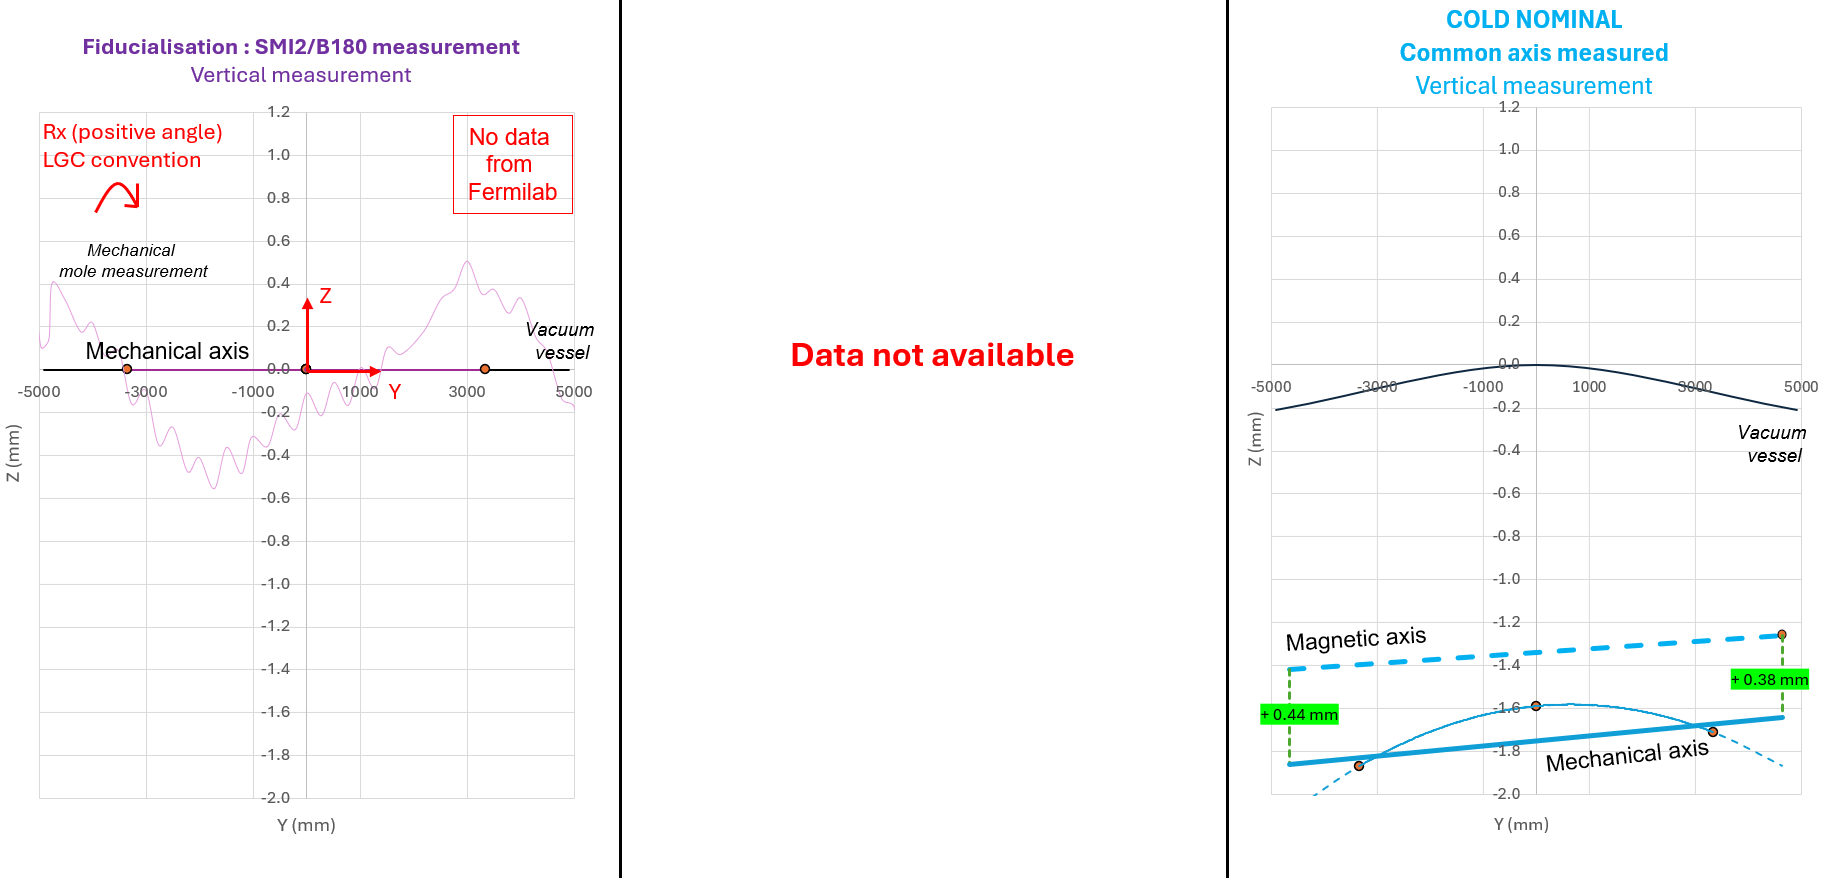 Fiducialisation : SMI2/B180 measurement
Vertical measurement
1.2
Rx (positive angle)
LGC convention
No data
from
Fermilab
1.0
0.8
Mechanical
mole measurement
0.6
0.4
Z
0.2
Vacuum
vessel
Mechanical axis
0.0
-5000
-3000
-1000
1000
Y
3000
5000
-0.2
-0.4
Z (mm)
-0.6
-0.8
-1.0
-1.2
-1.4
-1.6
-1.8
-2.0
Y (mm)
Data not available
COLD NOMINAL
Common axis measured
Vertical measurement
1.2
1.0
0.8
0.6
0.4
0.2
0.0
-5000
-3000
-1000
1000
3000
5000
-0.2
Z (mm)
Vacuum
vessel
-0.4
-0.6
-0.8
-1.0
-1.2
Magnetic axis
-1.4
+ 0.38 mm
+ 0.44 mm
-1.6
-1.8
Mechanical axis
-2.0
Y (mm)